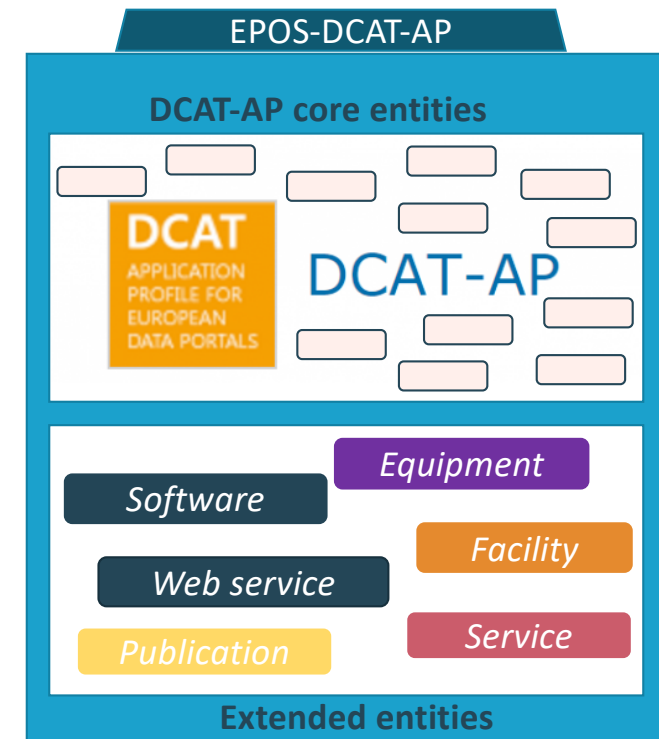 EPOS-DCAT-AP
DCAT-AP core entities
DCAT
APPLICATION
PROFILE FOR
EUROPEAN
DATA PORTALS
DCAT-AP
Equipment
Software
Facility
Web service
Service
Publication
Extended entities